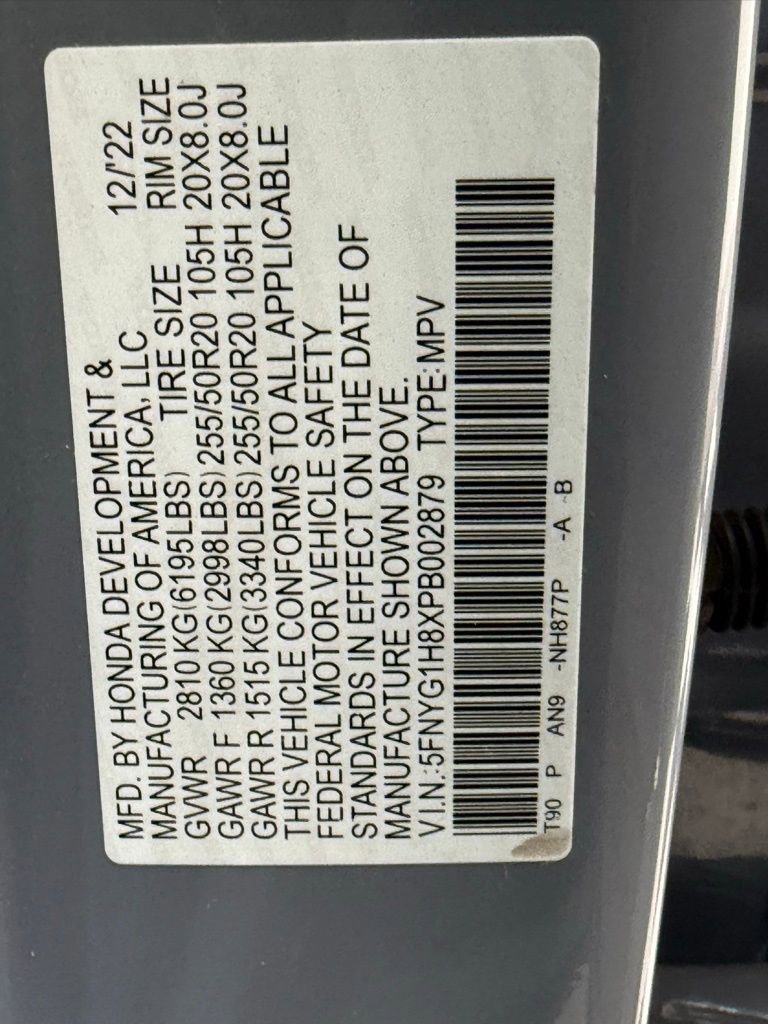 MFD. BY HONDA DEVELOPMENT &
MANUFACTURING OF AMERICA, LLC 12/'22
GVWR 2810 KG(6195LBS) TIRE SIZE RIM SIZE
GAWR F 1360 KG(2998LBS) 255/50R20 105H 20X8.0J
GAWR R 1515 KG(3340LBS) 255/50R20 105H 20X8.0J
THIS VEHICLE CONFORMS TO ALL APPLICABLE
FEDERAL MOTOR VEHICLE SAFETY
STANDARDS IN EFFECT ON THE DATE OF
MANUFACTURE SHOWN ABOVE.
V.I.N.:5FNYG1H8XPB002879 TYPE:MPV
T90 P AN9 -NH877P -A -B